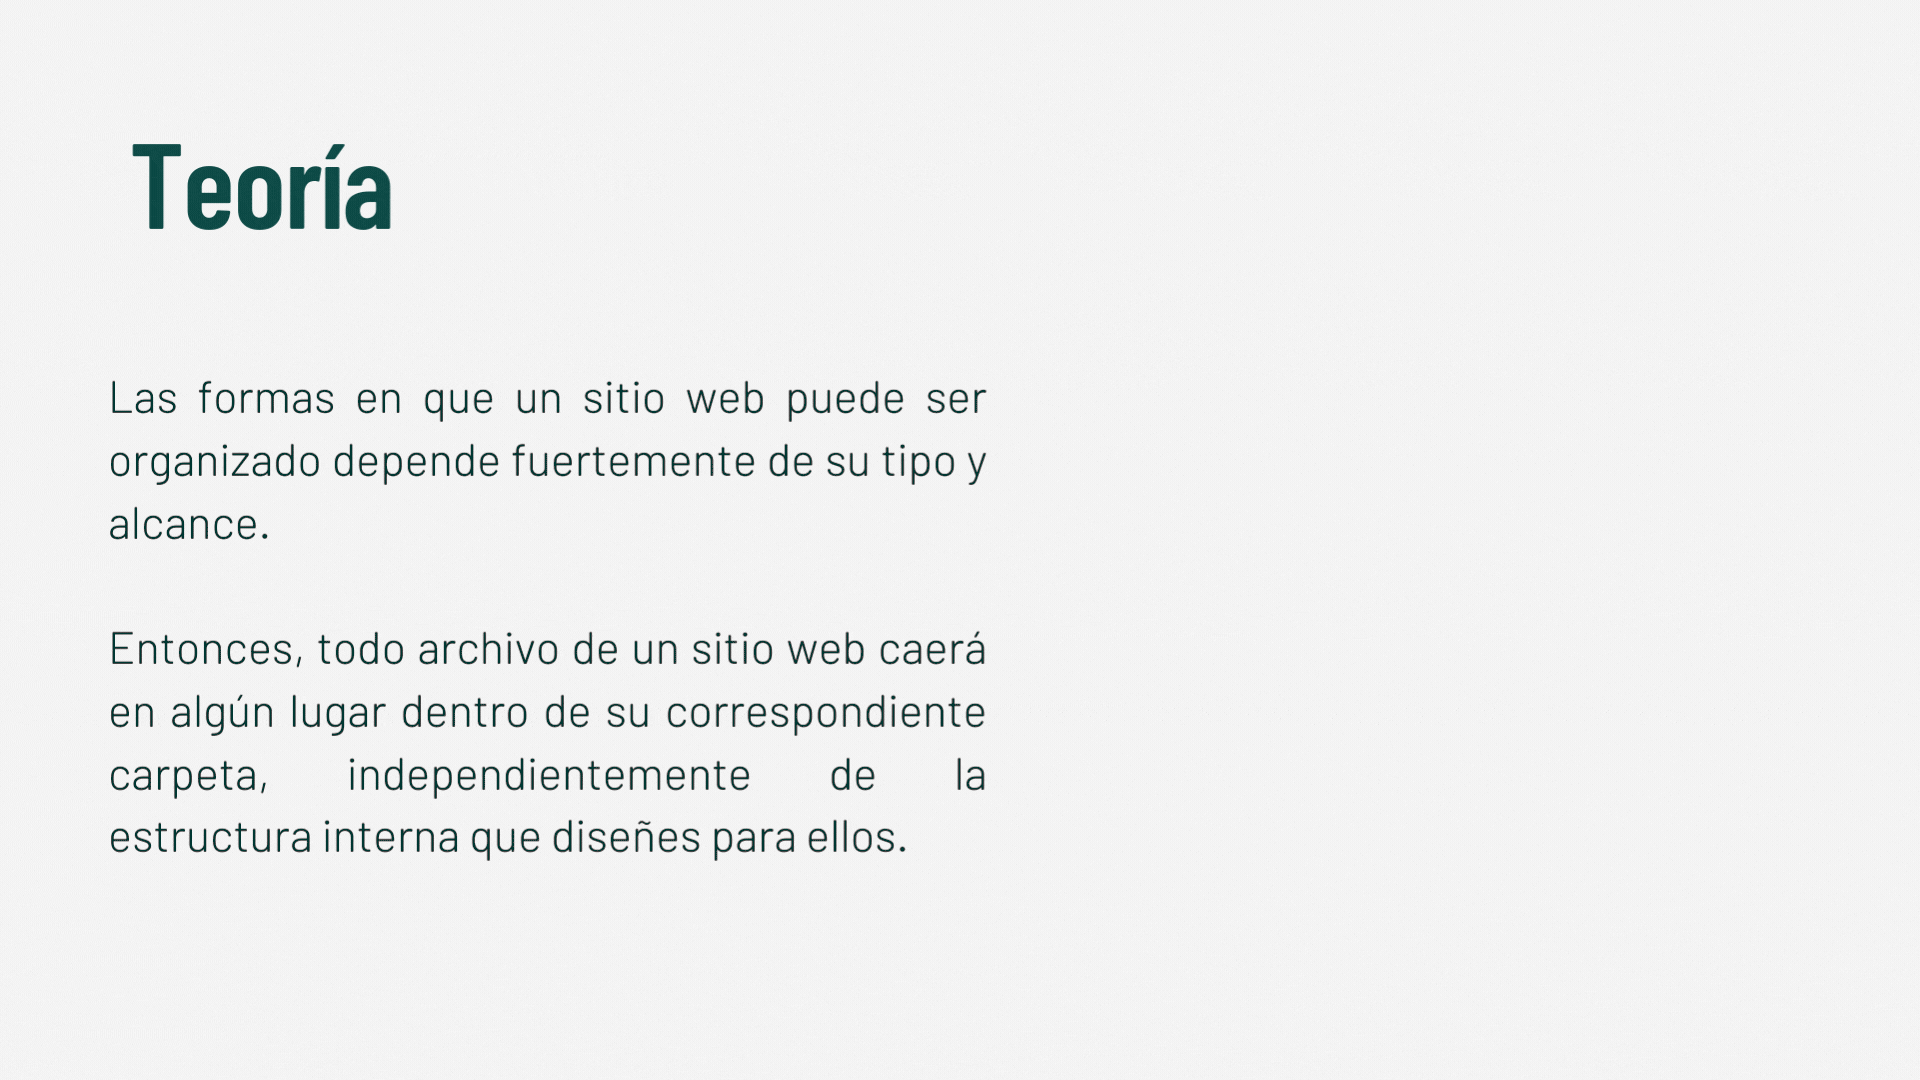 Teoría
Las formas en que un sitio web puede ser
organizado depende fuertemente de su tipo y
alcance.
Entonces, todo archivo de un sitio web caerá
en algún lugar dentro de su correspondiente
carpeta, independientemente de la
estructura interna que diseñes para ellos.